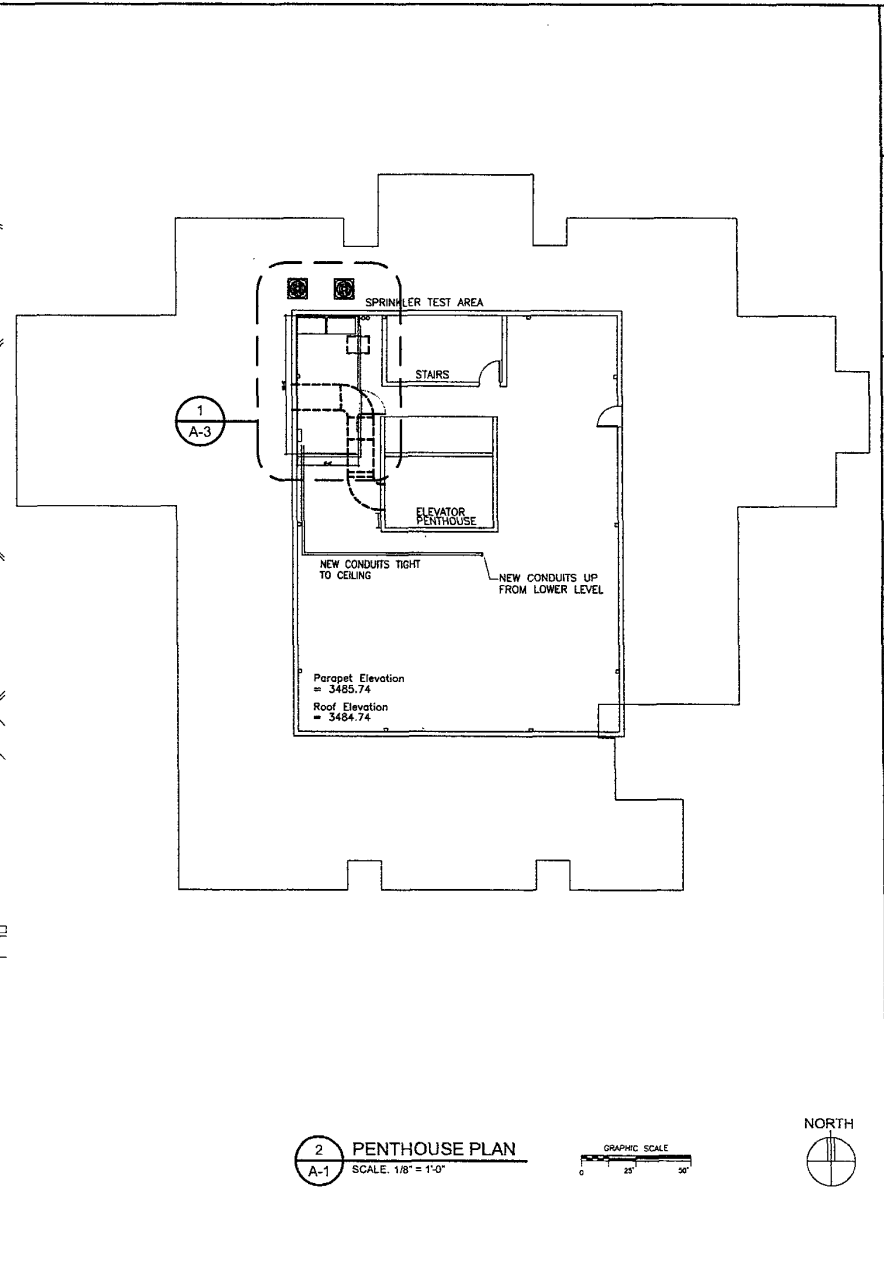 SPRINKLER TEST AREA
STAIRS
1
A-3
ELEVATOR
PENTHOUSE
NEW CONDUITS TIGHT
TO CEILING
NEW CONDUITS UP
FROM LOWER LEVEL
Parapet Elevation
= 3485.74
Roof Elevation
= 3484.74
2
A-1
PENTHOUSE PLAN
SCALE. 1/8" = 1'-0"
GRAPHIC SCALE
0 25' 50'
NORTH